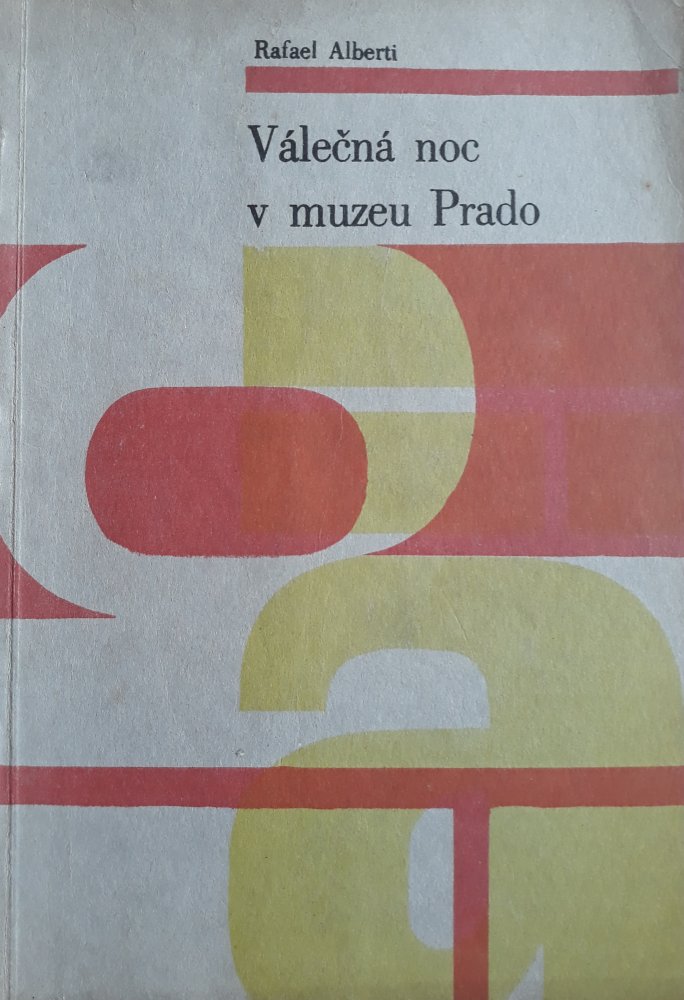 Rafael Alberti
Válečná noc
v muzeu Prado